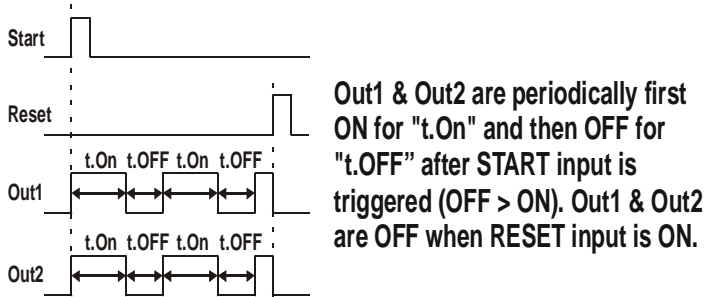 Start
Reset
t.On t.OFF t.On t.OFF
Out1
t.On t.OFF t.On t.OFF
Out2
Out1 & Out2 are periodically first
ON for "t.On" and then OFF for
"t.OFF” after START input is
triggered (OFF > ON). Out1 & Out2
are OFF when RESET input is ON.